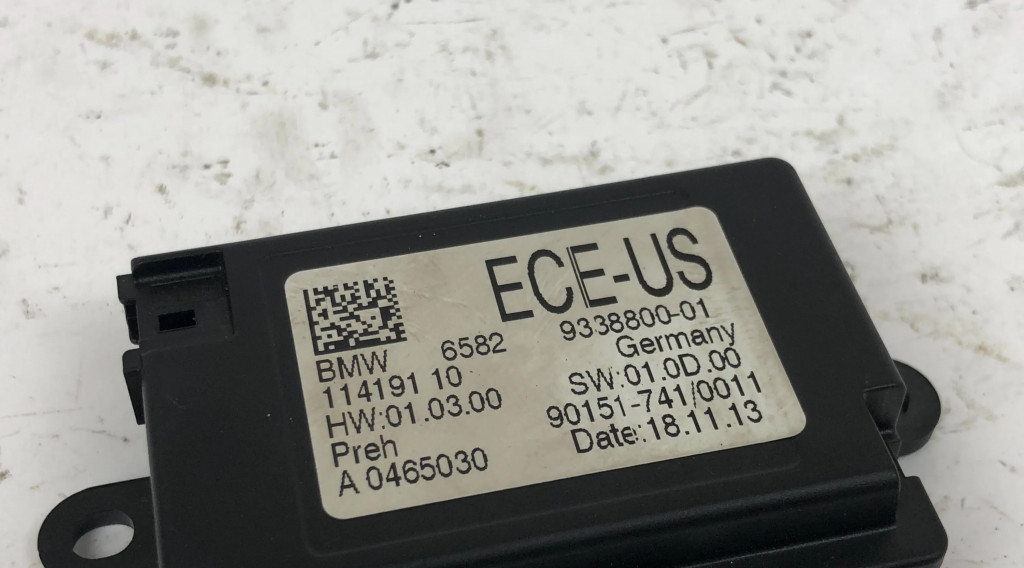 ECE-US
BMW 6582 9338800-01
114191 10 Germany
HW:01.03.00 SW:01.0D.00
Preh 90151-741/0011
A 0465030 Date:18.11.13